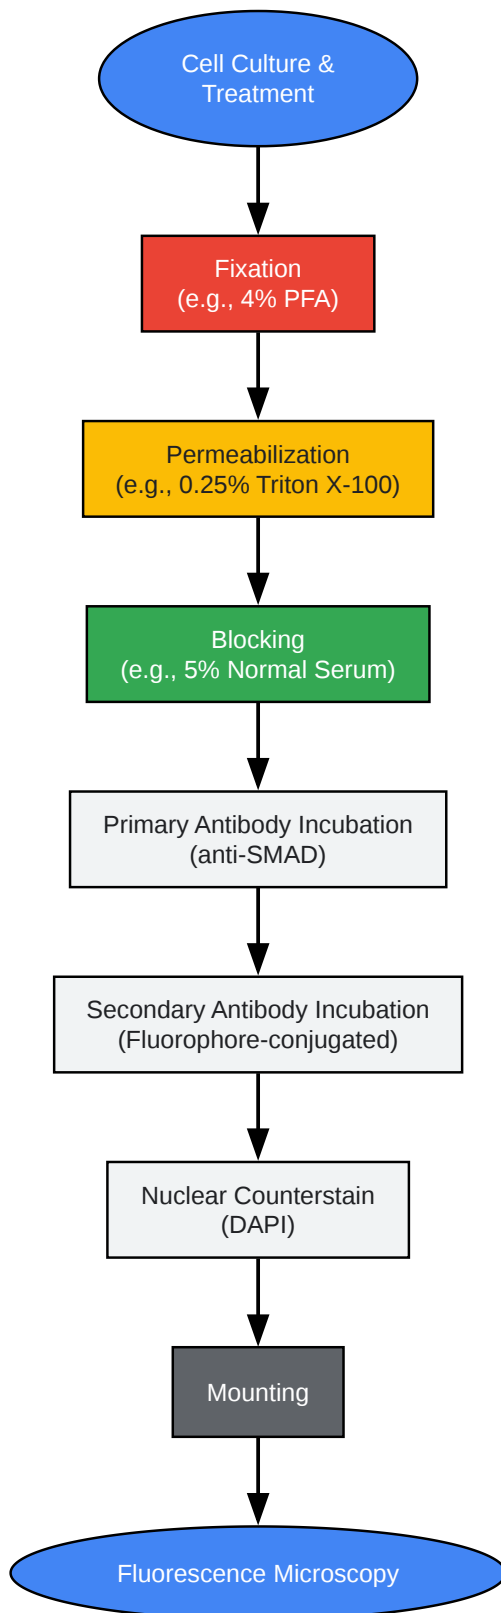 Cell Culture &
Treatment
Fixation
(e.g., 4% PFA)
Permeabilization
(e.g., 0.25% Triton X-100)
Blocking
(e.g., 5% Normal Serum)
Primary Antibody Incubation
(anti-SMAD)
Secondary Antibody Incubation
(Fluorophore-conjugated)
Nuclear Counterstain
(DAPI)
Mounting
Fluorescence Microscopy